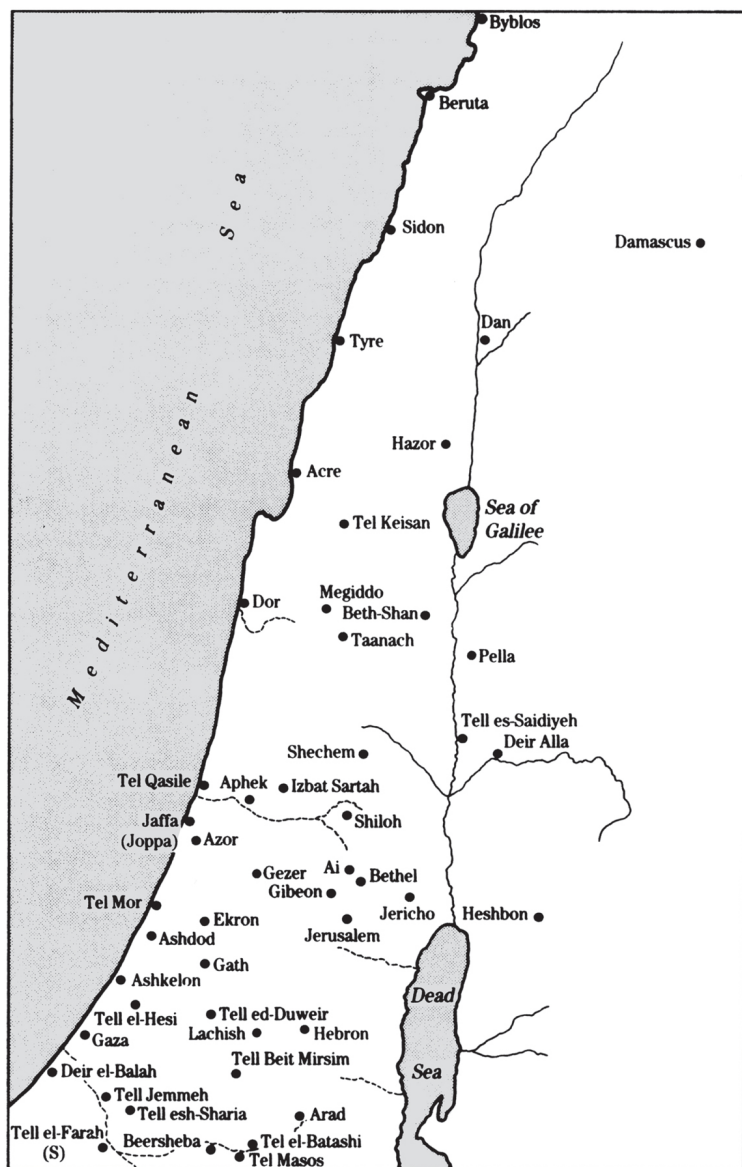 Byblos
Beruta
Sea
Sidon
Damascus
Dan
Tyre
Mediterranean
Hazor
Acre
Sea of
Galilee
Tel Keisan
Dor
Megiddo
Beth-Shan
Taanach
Pella
Tell es-Saidiyeh
Deir Alla
Shechem
Tel Qasile
Aphek
Izbat Sartah
Jaffa
(Joppa)
Shiloh
Azor
Ai
Gezer
Bethel
Gibeon
Jericho
Tel Mor
Heshbon
Ekron
Jerusalem
Ashdod
Gath
Ashkelon
Dead
Tell el-Hesi
Tell ed-Duweir
Gaza
Lachish
Hebron
Tell Beit Mirsim
Deir el-Balah
Sea
Tell Jemmeh
Tell esh-Sharia
Arad
Tell el-Farah
(S)
Beersheba
Tel el-Batashi
Tel Masos